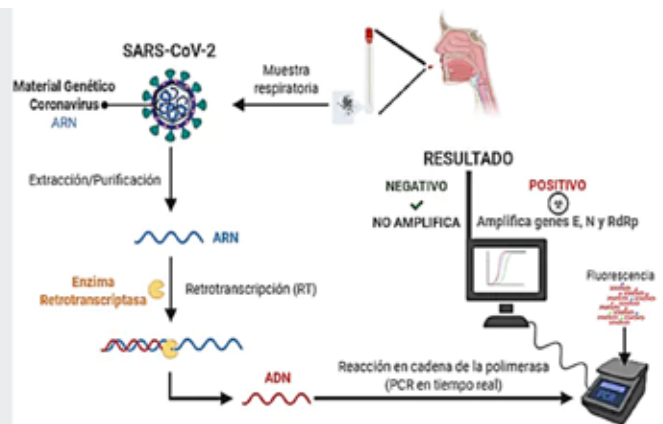 SARS-CoV-2
Material Genético
Coronavirus
ARN
Muestra
respiratoria
Extracción/Purificación
ARN
Enzima
Retrotranscriptasa
Retrotranscripción (RT)
ADN
Reacción en cadena de la polimerasa
(PCR en tiempo real)
RESULTADO
NEGATIVO
NO AMPLIFICA
POSITIVO
Amplifica genes E, N y RdRp
Fluorescencia
PCR